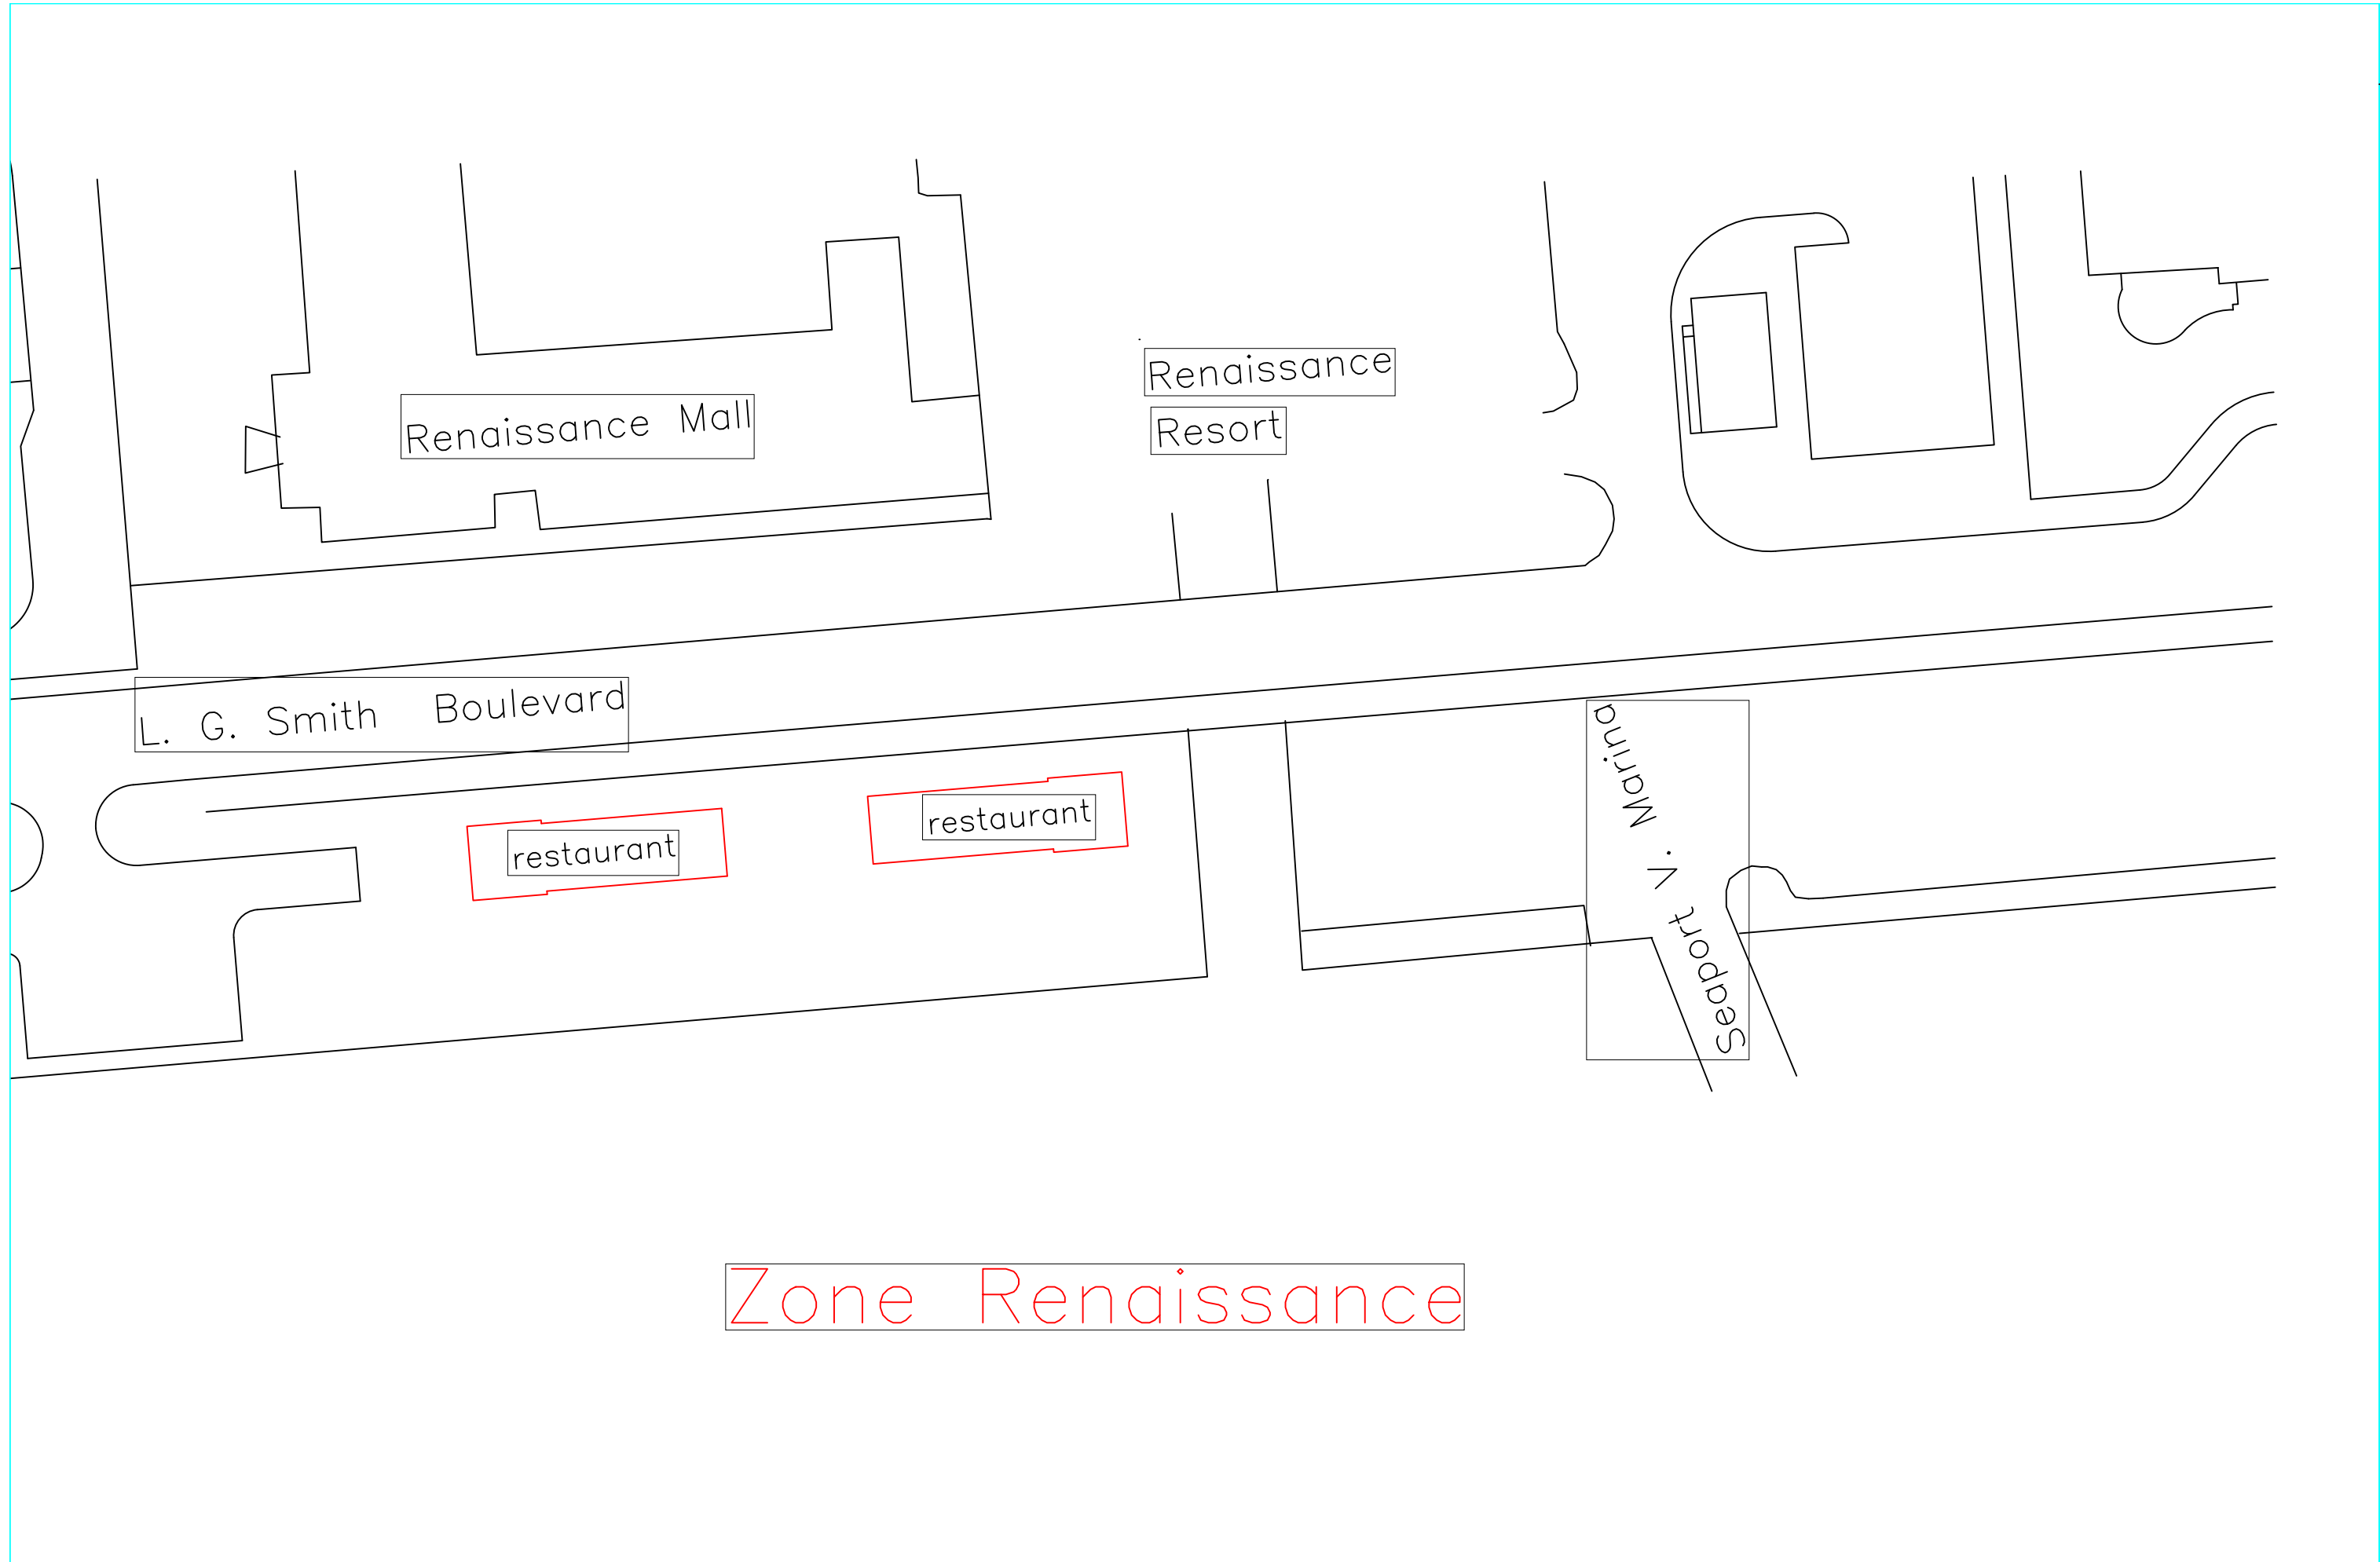 Renaissance
Renaissance Mall
Resort
L. G. Smith Boulevard
Seaport V. Marina
restaurant
restaurant
Zone Renaissance